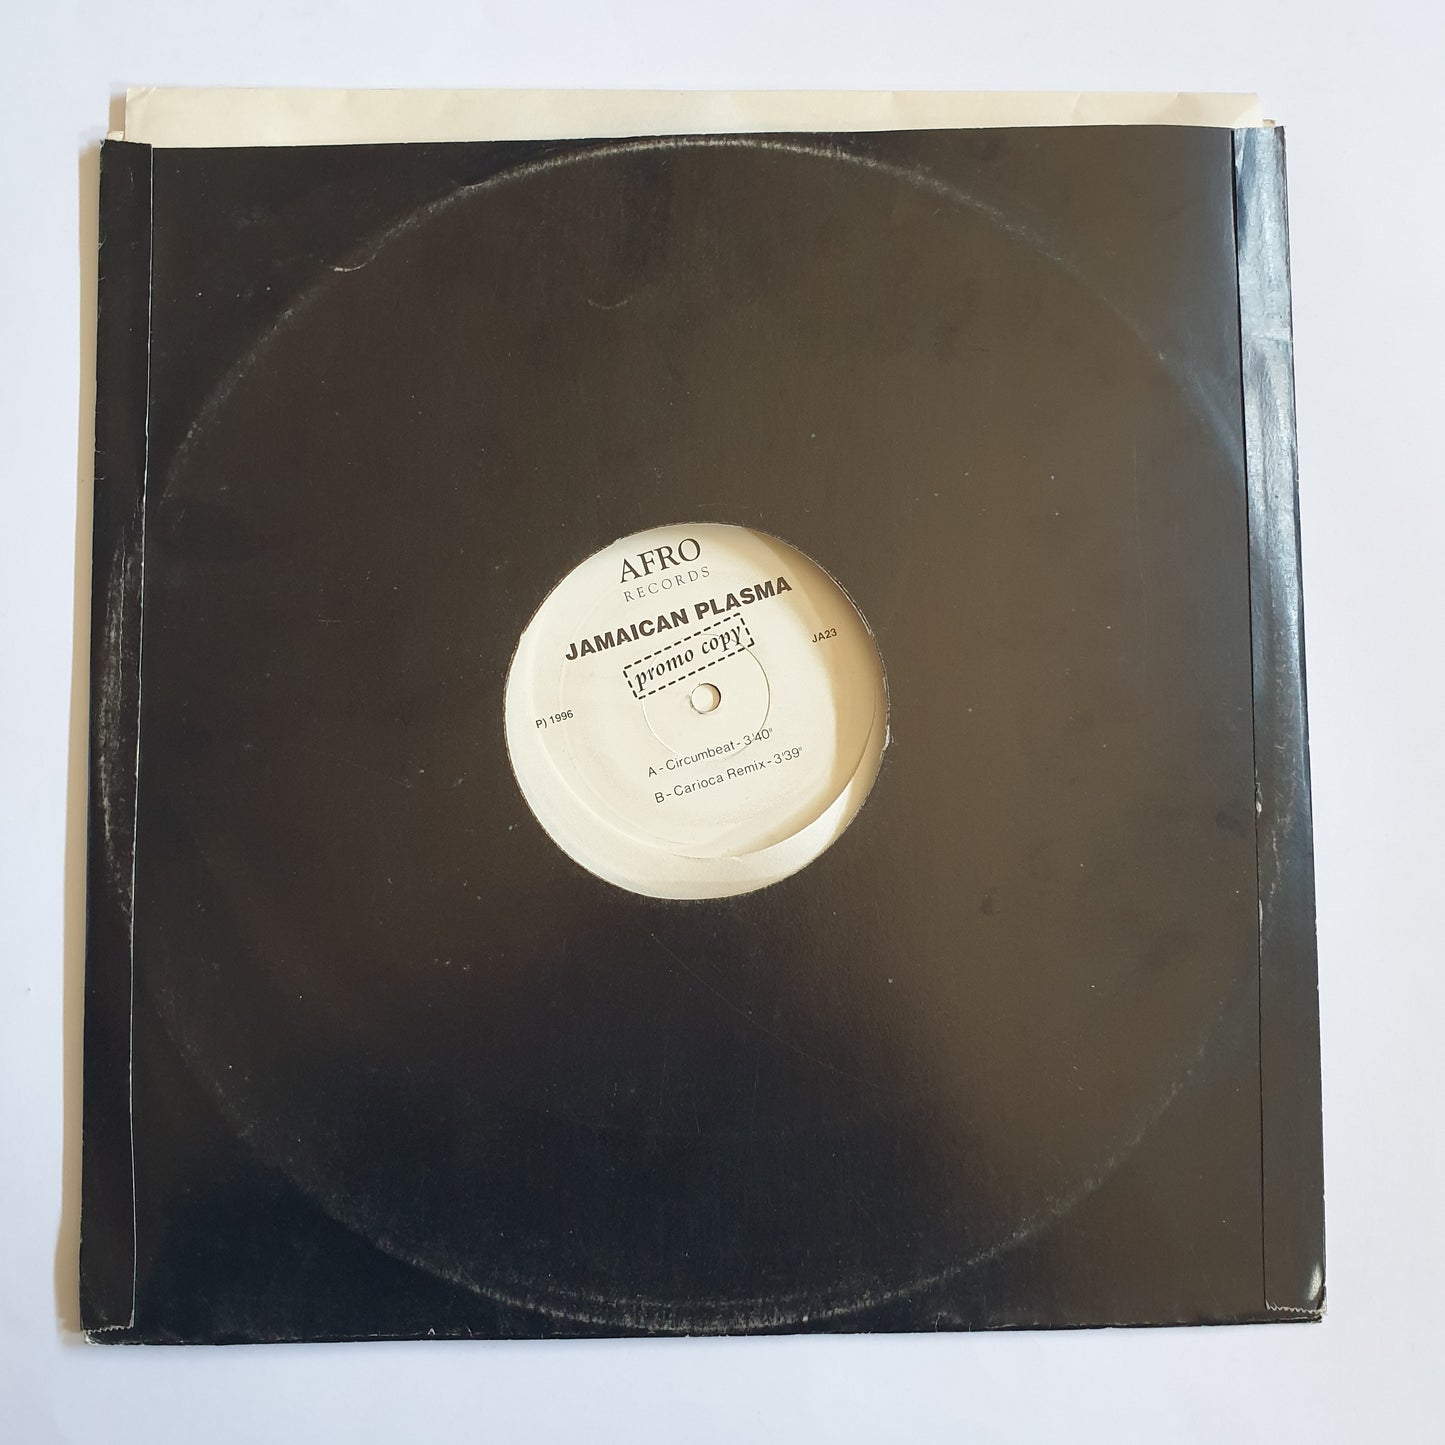 AFRO
RECORDS
JAMAICAN PLASMA
promo copy
JA23
P) 1996
A - Circumbeat - 3'40"
B - Carioca Remix - 3'39"